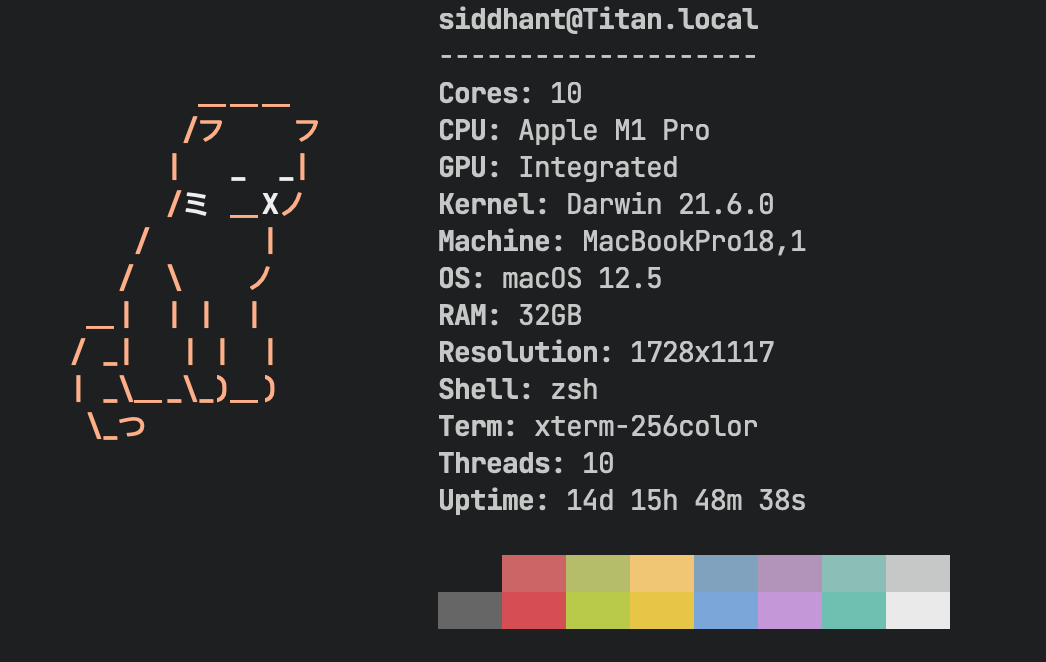 siddhant@Titan.local
--------------------
Cores: 10
CPU: Apple M1 Pro
GPU: Integrated
Kernel: Darwin 21.6.0
Machine: MacBookPro18,1
OS: macOS 12.5
RAM: 32GB
Resolution: 1728x1117
Shell: zsh
Term: xterm-256color
Threads: 10
Uptime: 14d 15h 48m 38s